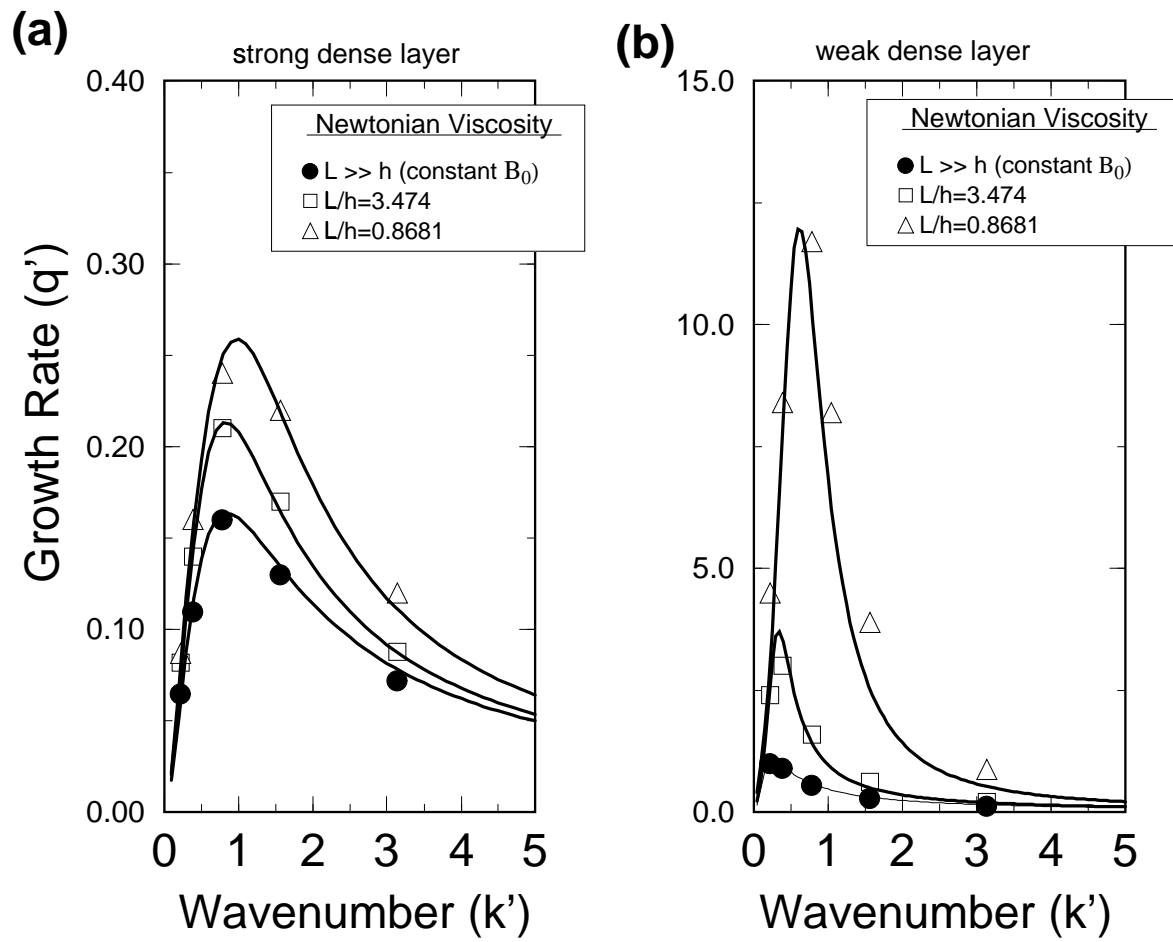 (a)
strong dense layer
0.40
0.30
0.20
0.10
0.00
Growth Rate (q’)
Newtonian Viscosity
L >> h (constant B₀)
L/h=3.474
L/h=0.8681
0 1 2 3 4 5
Wavenumber (k’)
(b)
weak dense layer
15.0
10.0
5.0
0.0
Newtonian Viscosity
L >> h (constant B₀)
L/h=3.474
L/h=0.8681
0 1 2 3 4 5
Wavenumber (k’)